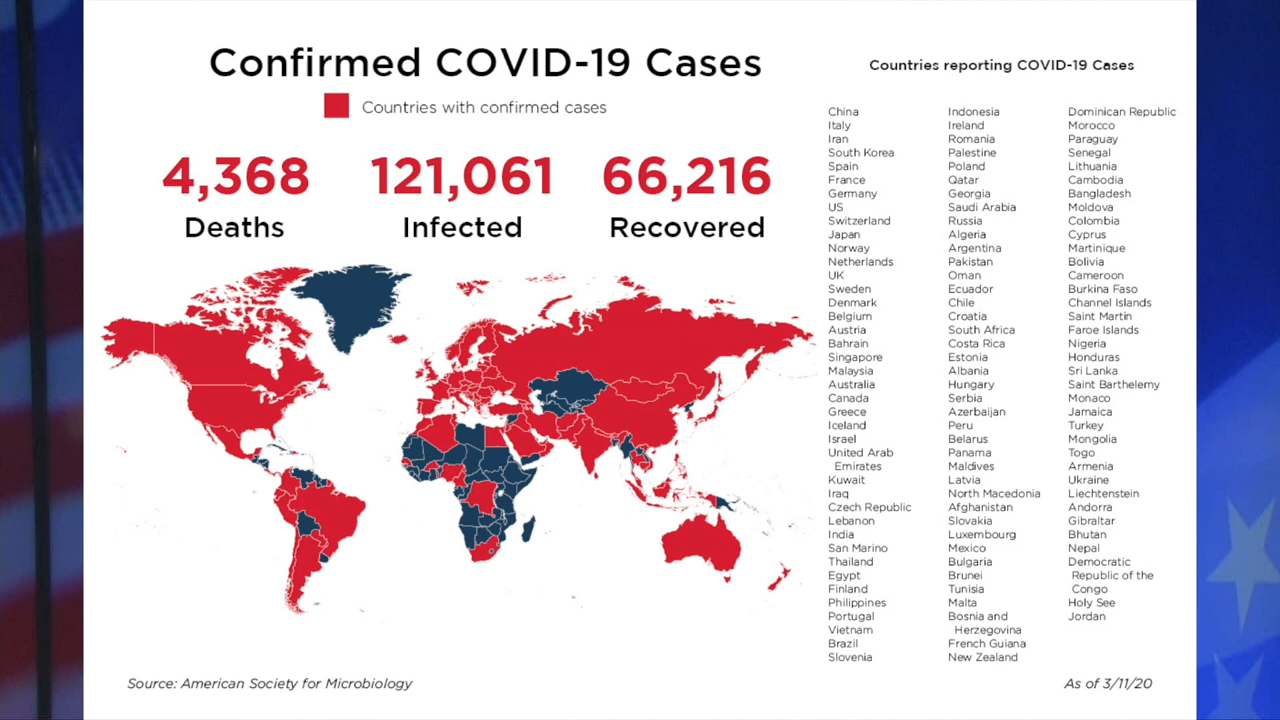 Confirmed COVID-19 Cases
Countries with confirmed cases
4,368
Deaths
121,061
Infected
66,216
Recovered
Countries reporting COVID-19 Cases
China
Italy
Iran
South Korea
Spain
France
Germany
US
Switzerland
Japan
Norway
Netherlands
UK
Sweden
Denmark
Belgium
Austria
Bahrain
Singapore
Malaysia
Australia
Canada
Greece
Iceland
Israel
United Arab
Emirates
Kuwait
Iraq
Czech Republic
Lebanon
India
San Marino
Thailand
Egypt
Finland
Philippines
Portugal
Vietnam
Brazil
Slovenia
Indonesia
Ireland
Romania
Palestine
Poland
Qatar
Georgia
Saudi Arabia
Russia
Algeria
Argentina
Pakistan
Oman
Ecuador
Chile
Croatia
South Africa
Costa Rica
Estonia
Albania
Hungary
Serbia
Azerbaijan
Peru
Belarus
Panama
Maldives
Latvia
North Macedonia
Afghanistan
Slovakia
Luxembourg
Mexico
Bulgaria
Brunei
Tunisia
Malta
Bosnia and
Herzegovina
French Guiana
New Zealand
Dominican Republic
Morocco
Paraguay
Senegal
Lithuania
Cambodia
Bangladesh
Moldova
Colombia
Cyprus
Martinique
Bolivia
Cameroon
Burkina Faso
Channel Islands
Saint Martin
Faroe Islands
Nigeria
Honduras
Sri Lanka
Saint Barthelemy
Monaco
Jamaica
Turkey
Mongolia
Togo
Armenia
Ukraine
Liechtenstein
Andorra
Gibraltar
Bhutan
Nepal
Democratic
Republic of the
Congo
Holy See
Jordan
Source: American Society for Microbiology
As of 3/11/20